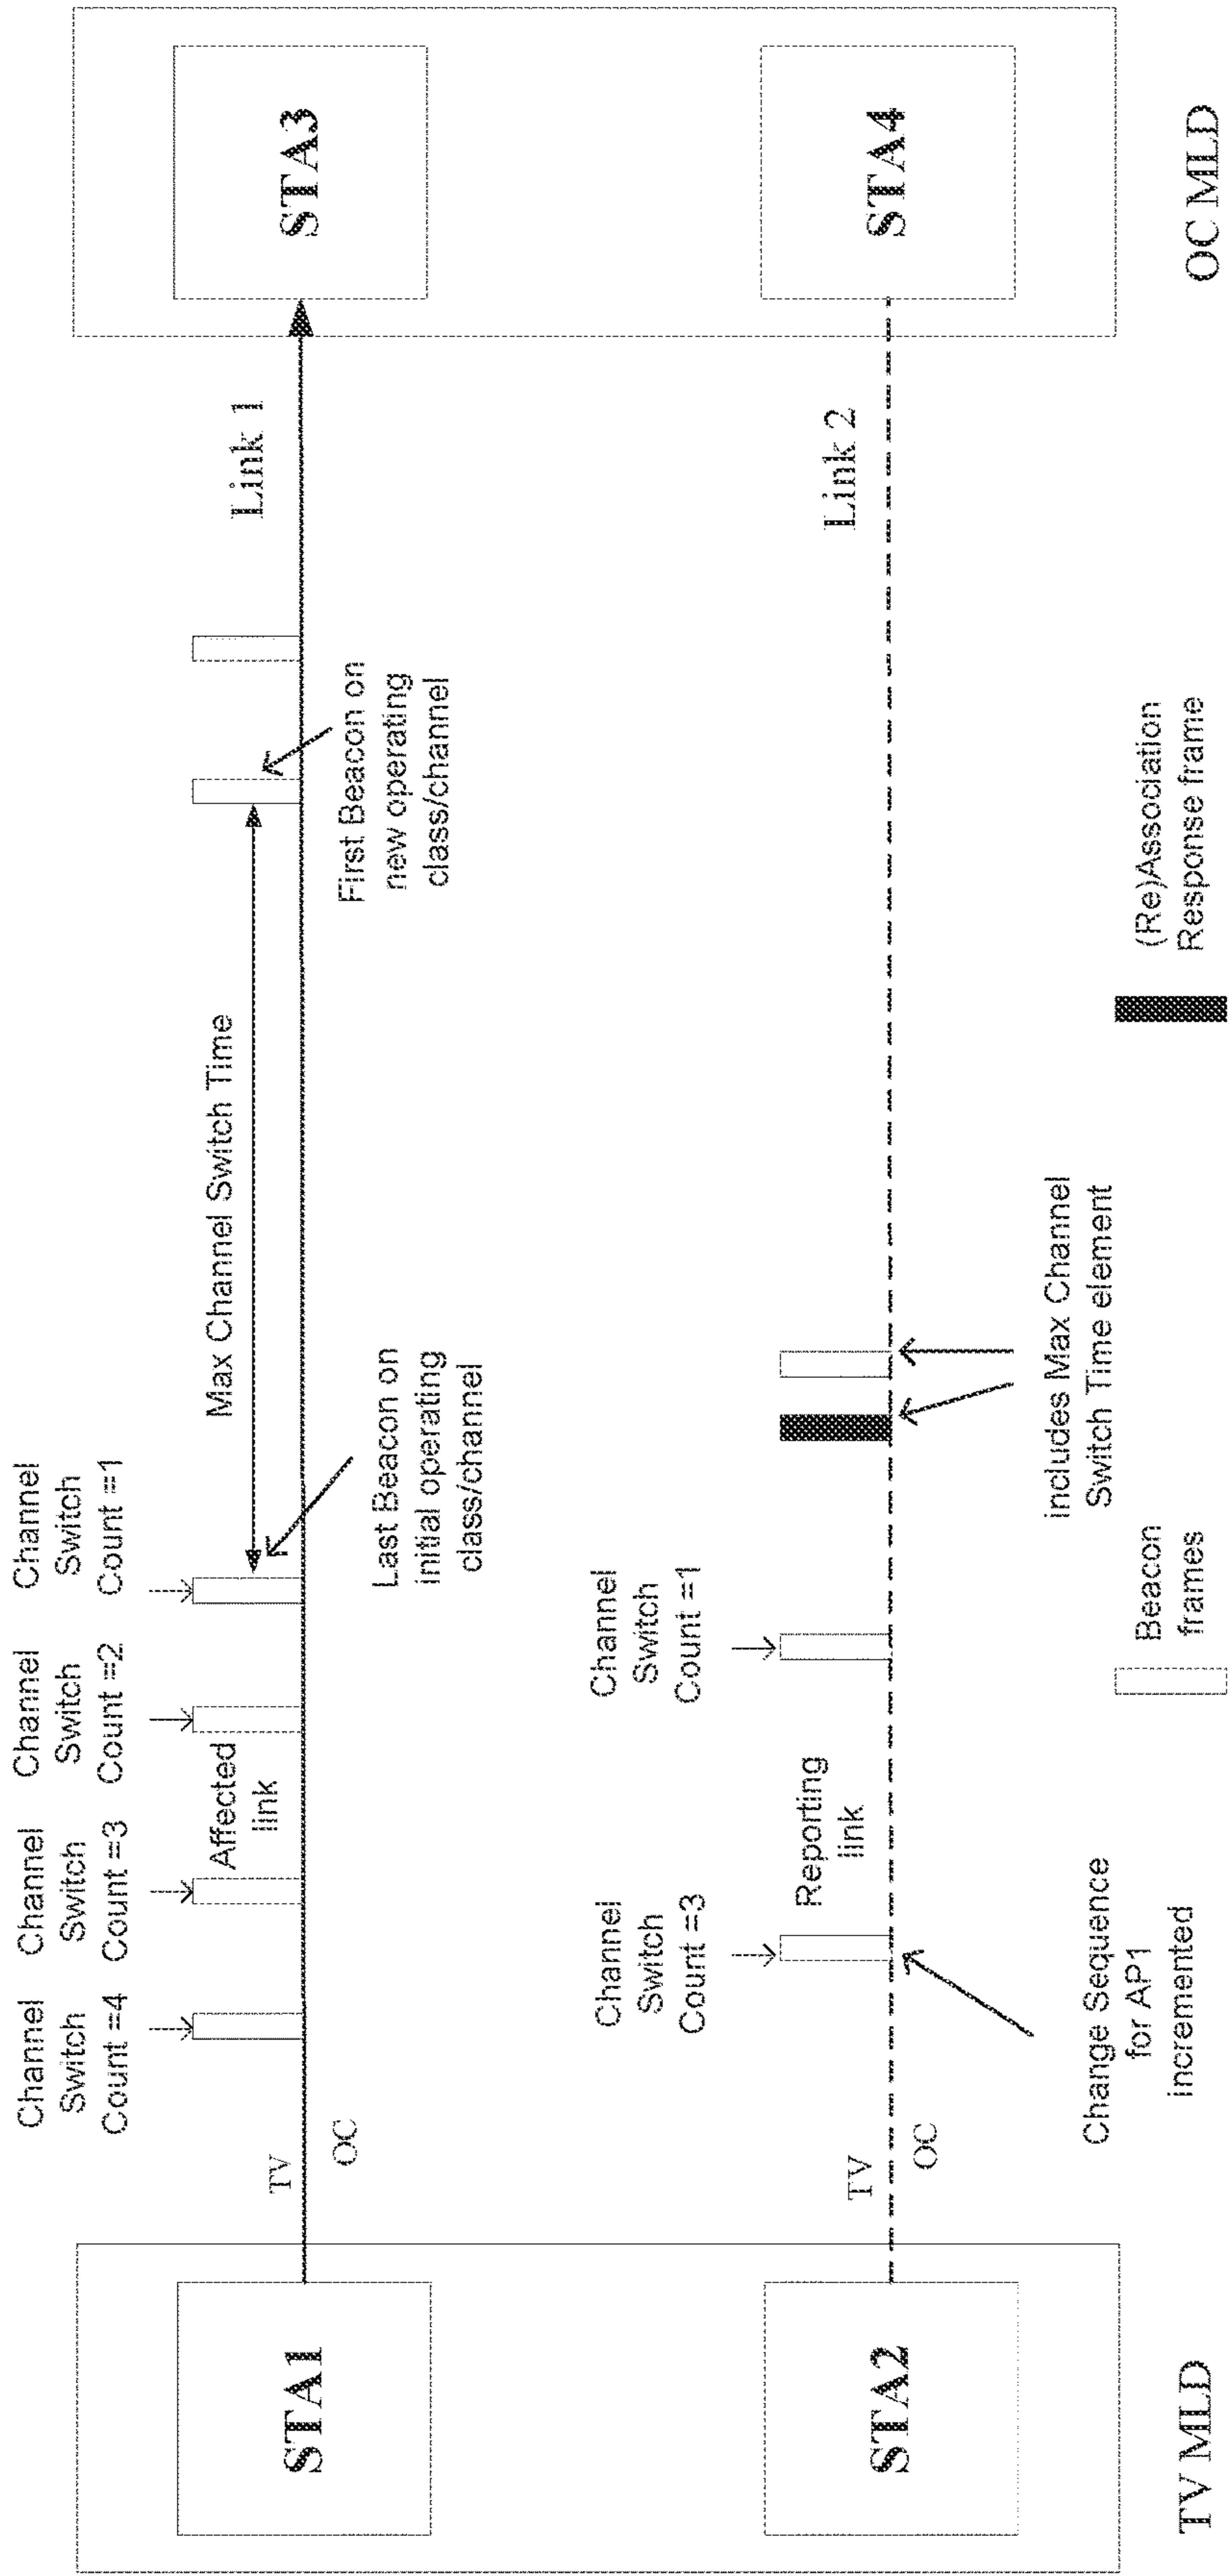 Channel
Switch
Count =4
Channel
Switch
Count =3
Channel
Switch
Count =2
Channel
Switch
Count =1
STA1
TV
OC
Affected
link
Max Channel Switch Time
Last Beacon on
initial operating
class/channel
First Beacon on
new operating
class/channel
Link 1
STA3
Channel
Switch
Count =3
Channel
Switch
Count =1
STA2
TV
OC
Reporting
link
Link 2
STA4
Change Sequence
for AP1
incremented
includes Max Channel
Switch Time element
TV MLD
Beacon
frames
(Re)Association
Response frame
OC MLD